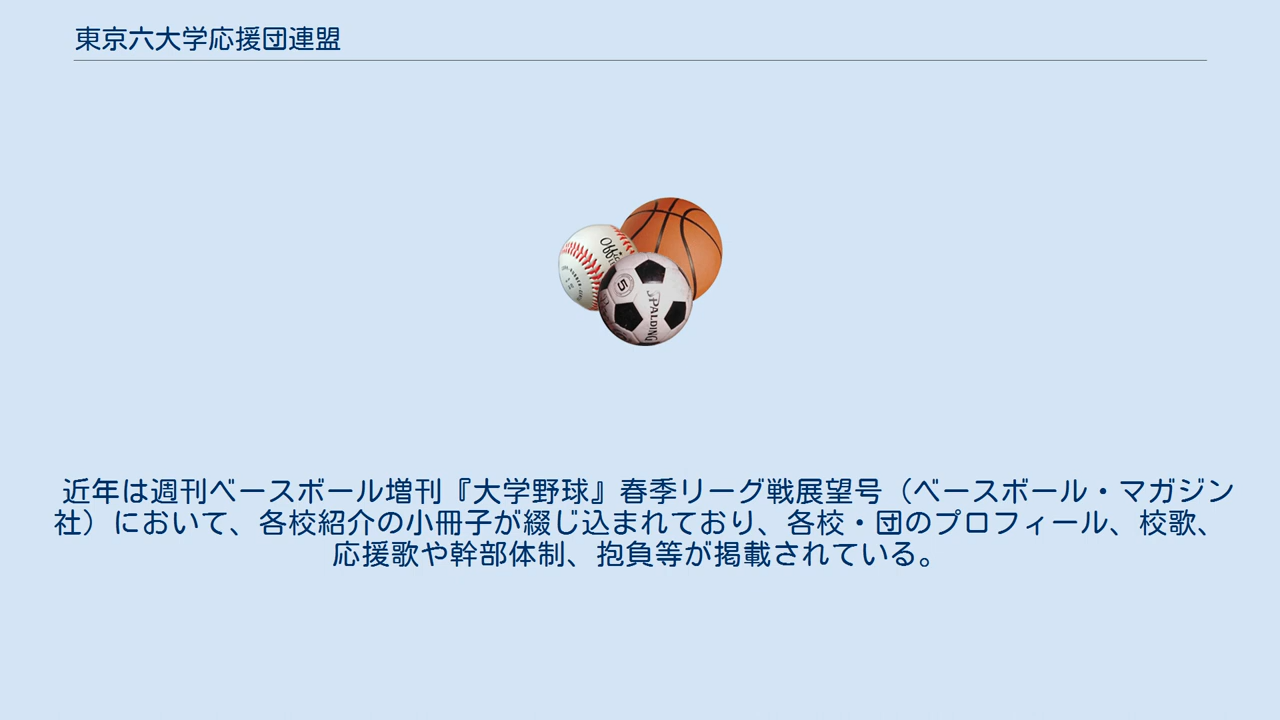 東京六大学応援団連盟
Offi
5
SPALDING
近年は週刊ベースボール増刊『大学野球』春季リーグ戦展望号（ベースボール・マガジン
社）において、各校紹介の小冊子が綴じ込まれており、各校・団のプロフィール、校歌、
応援歌や幹部体制、抱負等が掲載されている。